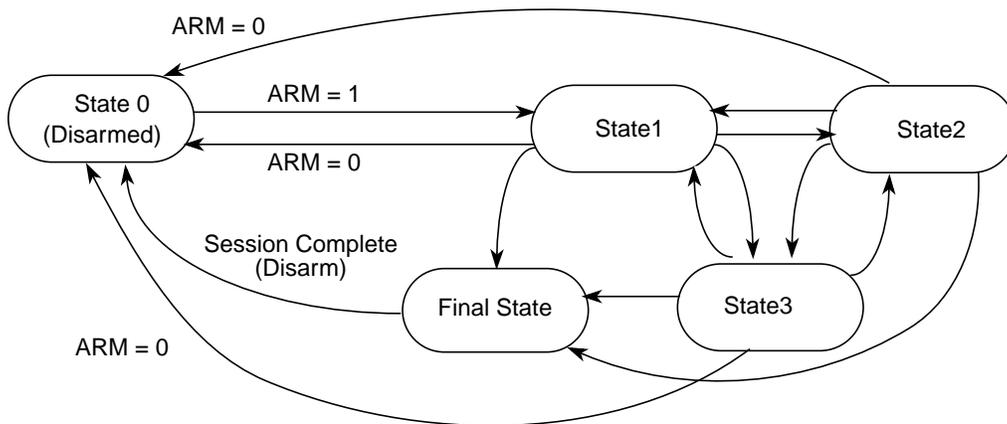 ARM = 0
State 0
(Disarmed)
ARM = 1
ARM = 0
State1
State2
Session Complete
(Disarm)
Final State
State3
ARM = 0